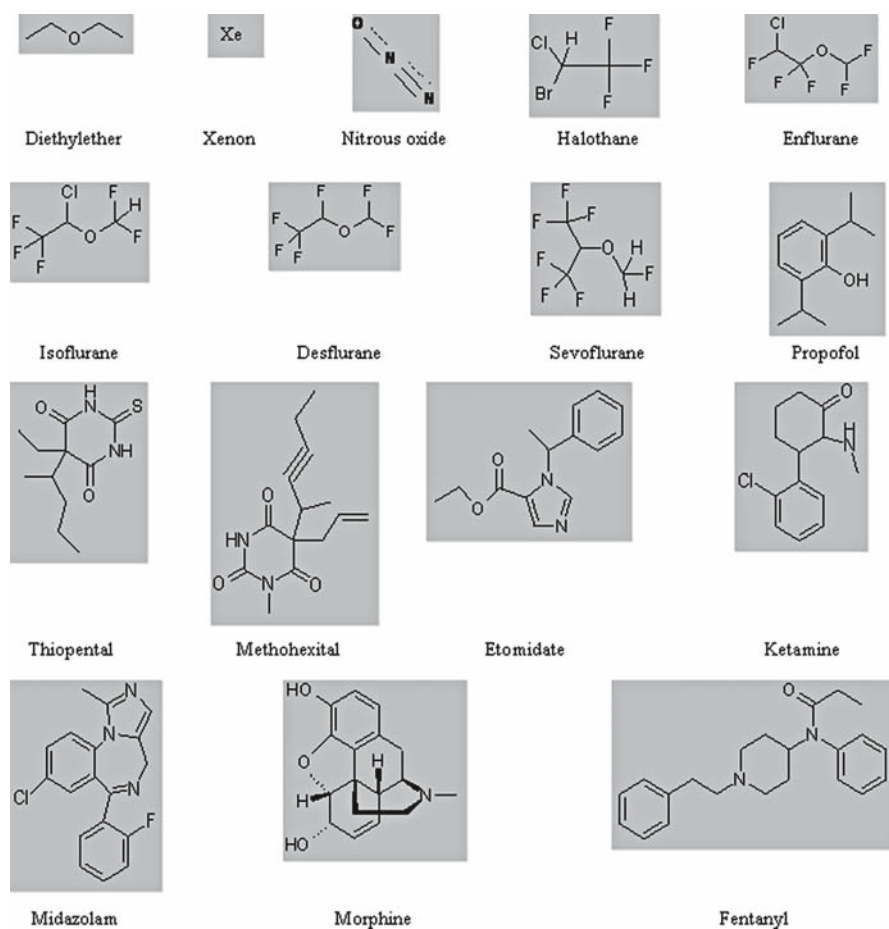 O
Xe
O N N
Cl H F F F Br
Cl F O F F F F
Diethylether Xenon Nitrous oxide Halothane Enflurane
Cl F H F F F O F
F F F F F O F
F F F O H F F F F H
OH
Isoflurane Desflurane Sevoflurane Propofol
H O N S NH O
O O HN O N O
O O N N
O H N Cl
Thiopental Methohexital Etomidate Ketamine
N N Cl N F
HO O H H N HO
O N N
Midazolam Morphine Fentanyl